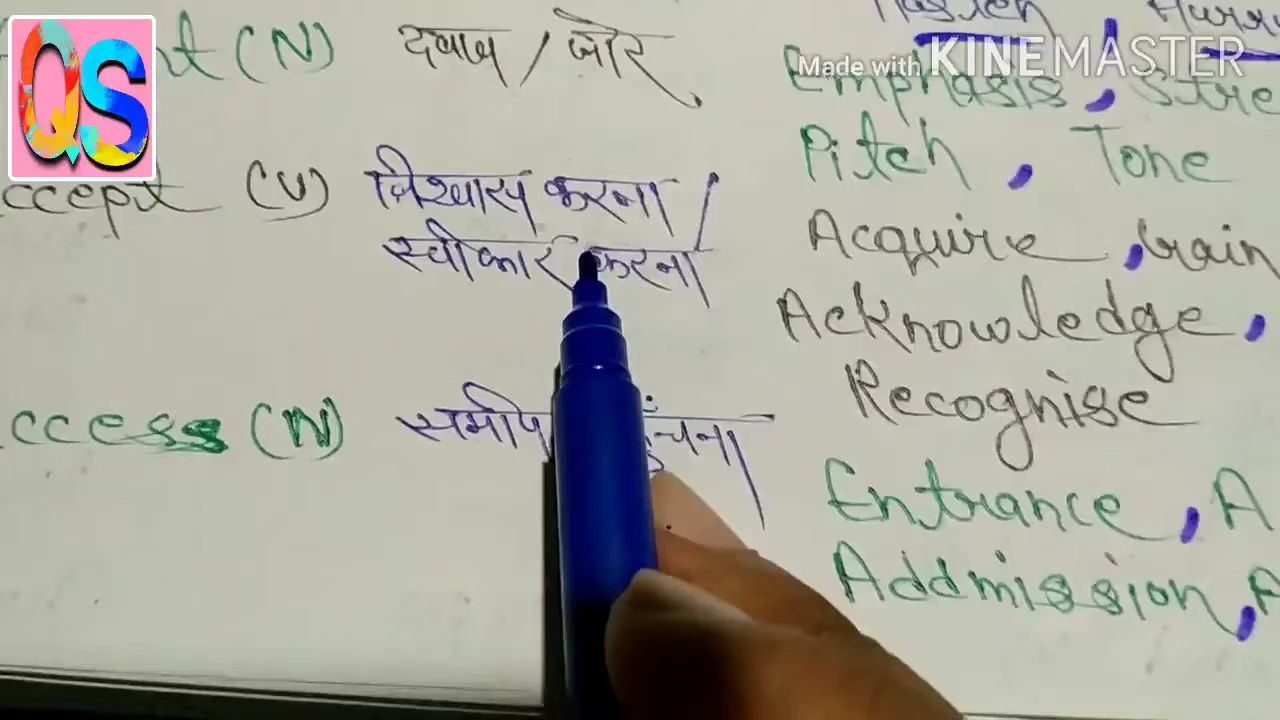 QS
Made with KINEMASTER
(N) दबाब / जोर
Emphasis, Stre
Pitch, Tone
ccept (V) विश्वास करना /
स्वीकार करना
Acquire,
Acknowledge,
Recognise
ccess (N) समीप
Entrance, A
Addmission, A